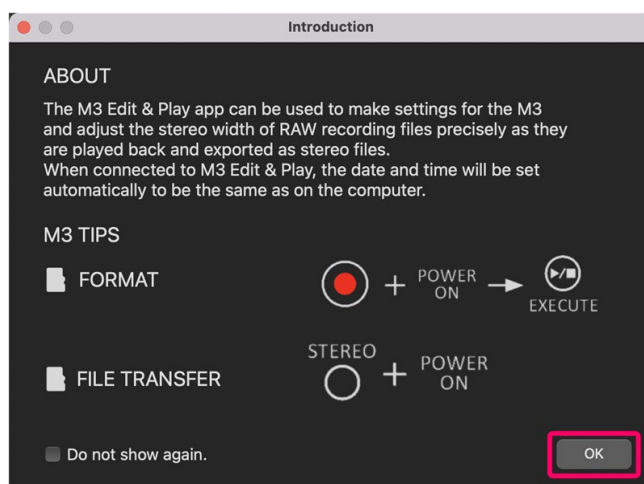 Introduction
ABOUT
The M3 Edit & Play app can be used to make settings for the M3
and adjust the stereo width of RAW recording files precisely as they
are played back and exported as stereo files.
When connected to M3 Edit & Play, the date and time will be set
automatically to be the same as on the computer.
M3 TIPS
FORMAT
+ POWER
ON
EXECUTE
FILE TRANSFER
STEREO
+ POWER
ON
Do not show again.
OK